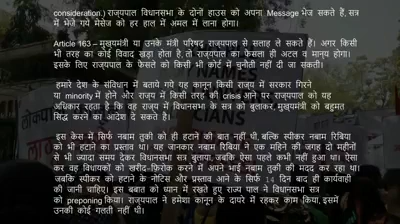 consideration.) राज्यपाल विधानसभा के दोनों हाउस को अपना Message भेज सकते हैं, सत्र
में भेजे गये मैसेज को हर हाल में अमल में लाना होगा।
Article 163 – मुख्यमंत्री या उनके मंत्री परिषद् राज्यपाल से सलाह ले सकते हैं। अगर किसी
भी तरह का कोई विवाद खड़ा होता है, तो राज्यपाल का फैसला ही अटल व मान्य होगा।
इसके लिए राज्यपाल के फैसले को किसी भी कोर्ट में चुनौती नहीं दी जा सकती।
हमारे देश के संविधान में बताये गये यह कानून किसी राज्य में सरकार गिरने
या minority में होने और राज्य में किसी तरह की crisis आने पर राज्यपाल को यह
अधिकार रहता है कि वह राज्य में विधानसभा के सत्र को बुलाकर, मुख्यमंत्री को बहुमत
सिद्ध करने का आदेश दे सकते है।
इस केस में सिर्फ नबाम तुकी को ही हटाने की बात नहीं थी, बल्कि स्पीकर नाबाम रिबिया
को भी हटाने का प्रस्ताव था। यह जानकार नबाम रिबिया ने एक महिने की जगह दो महीनों
से भी ज्यादा समय देकर विधानसभा सत्र बुलाया, जबकि ऐसा पहले कभी नहीं हुआ था। ऐसा
कर वह विधायकों की खरीद-फ़िरोक करने में अपने भाई नबाम तुकी की मदद कर रहा था।
जबकि स्पीकर को हटाने के नोटिस और प्रस्ताव आने के सिर्फ 14 दिन बाद ही कार्यवाही
की जानी चाहिए। इस बबात को ध्यान में रखते हुए राज्य पाल ने विधानसभा सत्र
को preponing किया। राज्यपाल ने हमेशा कानून के दायरे में रहकर काम किया, इसमें
उनकी कोई गलती नहीं थी।